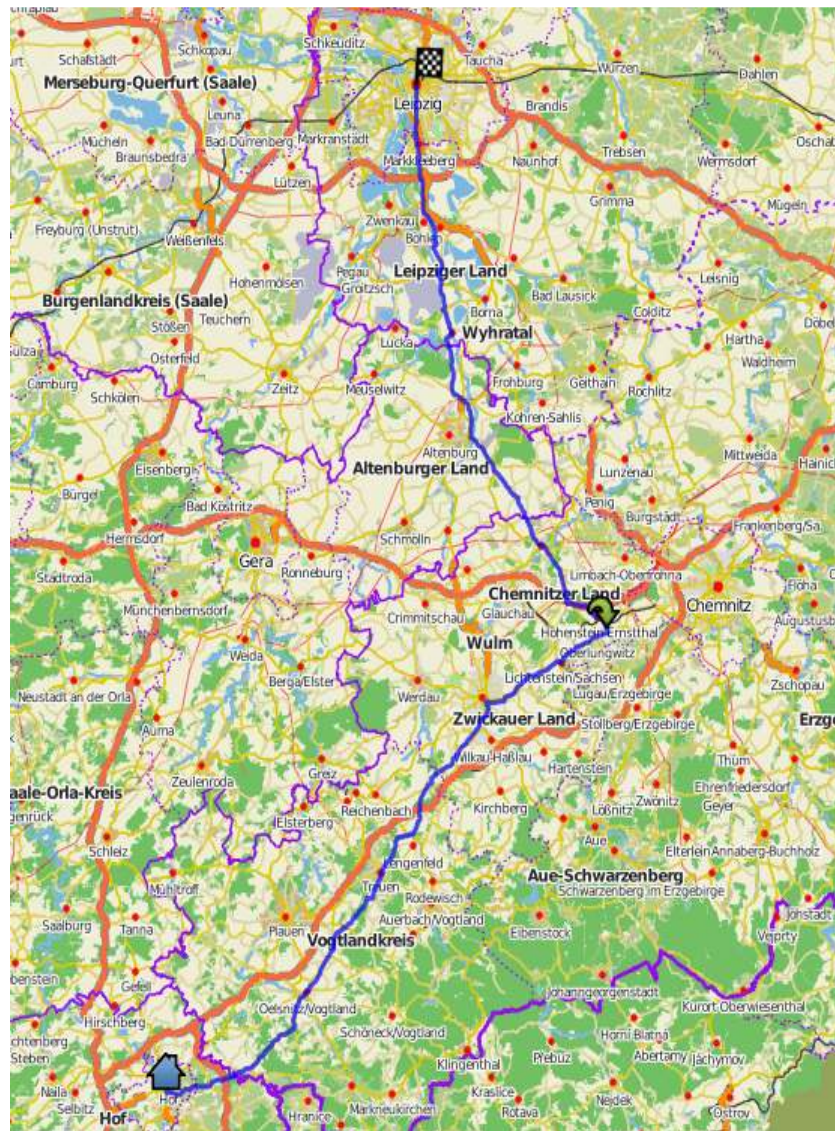 Schkeuditz
Schkopau
Taucha
Schafstädt
Wurzen
Dahlen
Merseburg-Querfurt (Saale)
Leipzig
Brandis
Leuna
Oschat
Mücheln
Bad Dürrenberg
Markranstädt
Trebsen
Braunsbedra
Markkleeberg
Naunhof
Wermsdorf
Lützen
Grimma
Mügeln
Freyburg (Unstrut)
Zwenkau
Weißenfels
Böhlen
Hohenmölsen
Pegau
Leipziger Land
Leisnig
Groitzsch
Bad Lausick
Burgenlandkreis (Saale)
Borna
Colditz
Teuchern
Stößen
Wyhratal
Hartha
Lucka
Osterfeld
Waldheim
Camburg
Zeitz
Meuselwitz
Frohburg
Geithain
Rochlitz
Schkölen
Kohren-Sahlis
Altenburg
Mittweida
Eisenberg
Altenburger Land
Lunzenau
Bürgel
Bad Köstritz
Penig
Burgstädt
Frankenberg/Sa.
Hermsdorf
Schmölln
Gera
Ronneburg
Limbach-Oberfrohna
Stadtroda
Flöha
Chemnitzer Land
Münchenbernsdorf
Crimmitschau
Glauchau
Chemnitz
Hohenstein-Ernstthal
Wulm
Oberlungwitz
Weida
Lichtenstein/Sachsen
Berga/Elster
Zschopau
Neustadt an der Orla
Werdau
Lugau/Erzgebirge
Zwickauer Land
Stollberg/Erzgebirge
Auma
Wilkau-Haßlau
Thum
Greiz
Hartenstein
Zeulenroda
Ehrenfriedersdorf
Reichenbach
Zwönitz
Kirchberg
Lößnitz
Geyer
Elsterberg
Aue
Schleiz
Elterlein
Annaberg-Buchholz
Lengenfeld
Mühltroff
Treuen
Aue-Schwarzenberg
Rodewisch
Schwarzenberg im Erzgebirge
Saalburg
Tanna
Plauen
Auerbach/Vogtland
Eibenstock
Jöhstadt
Vogtlandkreis
Vejprty
Gefell
Johanngeorgenstadt
Hirschberg
Oelsnitz/Vogtland
Kurort Oberwiesenthal
Schöneck/Vogtland
Horní Blatná
Steben
Přebuz
Abertamy
Jáchymov
Klingenthal
Naila
Selbitz
Kraslice
Nejdek
Hof
Hranice
Markneukirchen
Rotava
Ostrov